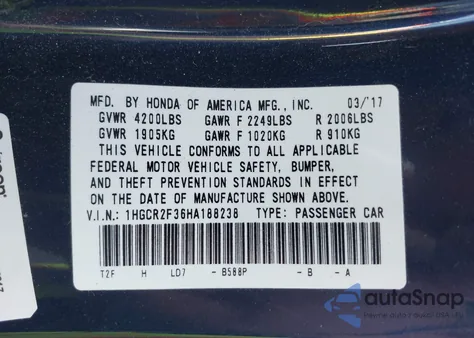 MFD. BY HONDA OF AMERICA MFG., INC. 03/'17
GVWR 4200LBS GAWR F 2249LBS R 2006LBS
GVWR 1905KG GAWR F 1020KG R 910KG
THIS VEHICLE CONFORMS TO ALL APPLICABLE
FEDERAL MOTOR VEHICLE SAFETY, BUMPER,
AND THEFT PREVENTION STANDARDS IN EFFECT
ON THE DATE OF MANUFACTURE SHOWN ABOVE.
V.I.N.: 1HGCR2F36HA188238 TYPE: PASSENGER CAR
T2F H LD7 - B588P - B - A
autoSnap